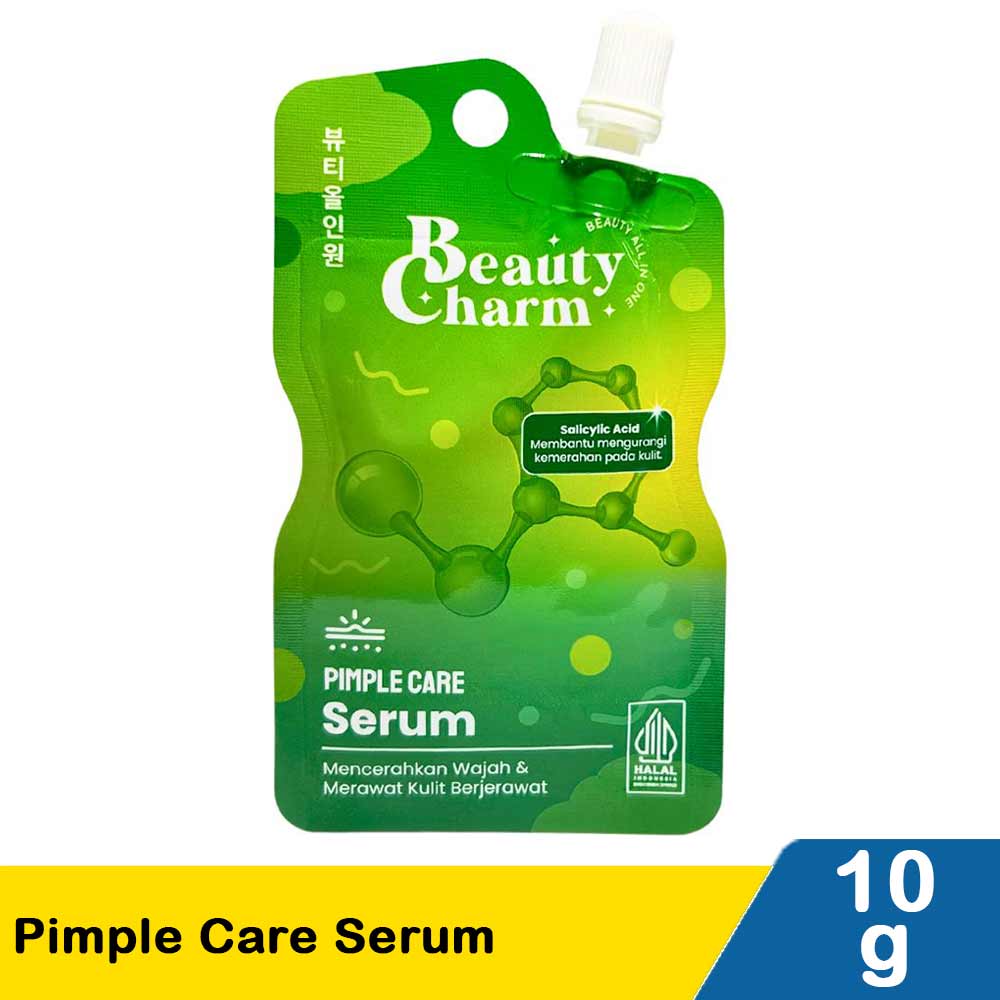 뷰티올인원
Beauty
Charm
BEAUTY ALL IN ONE
Salicylic Acid
Membantu mengurangi
kemerahan pada kulit.
PIMPLE CARE
Serum
Mencerahkan Wajah &
Merawat Kulit Berjerawat
HALAL
INDONESIA
Pimple Care Serum
10
g